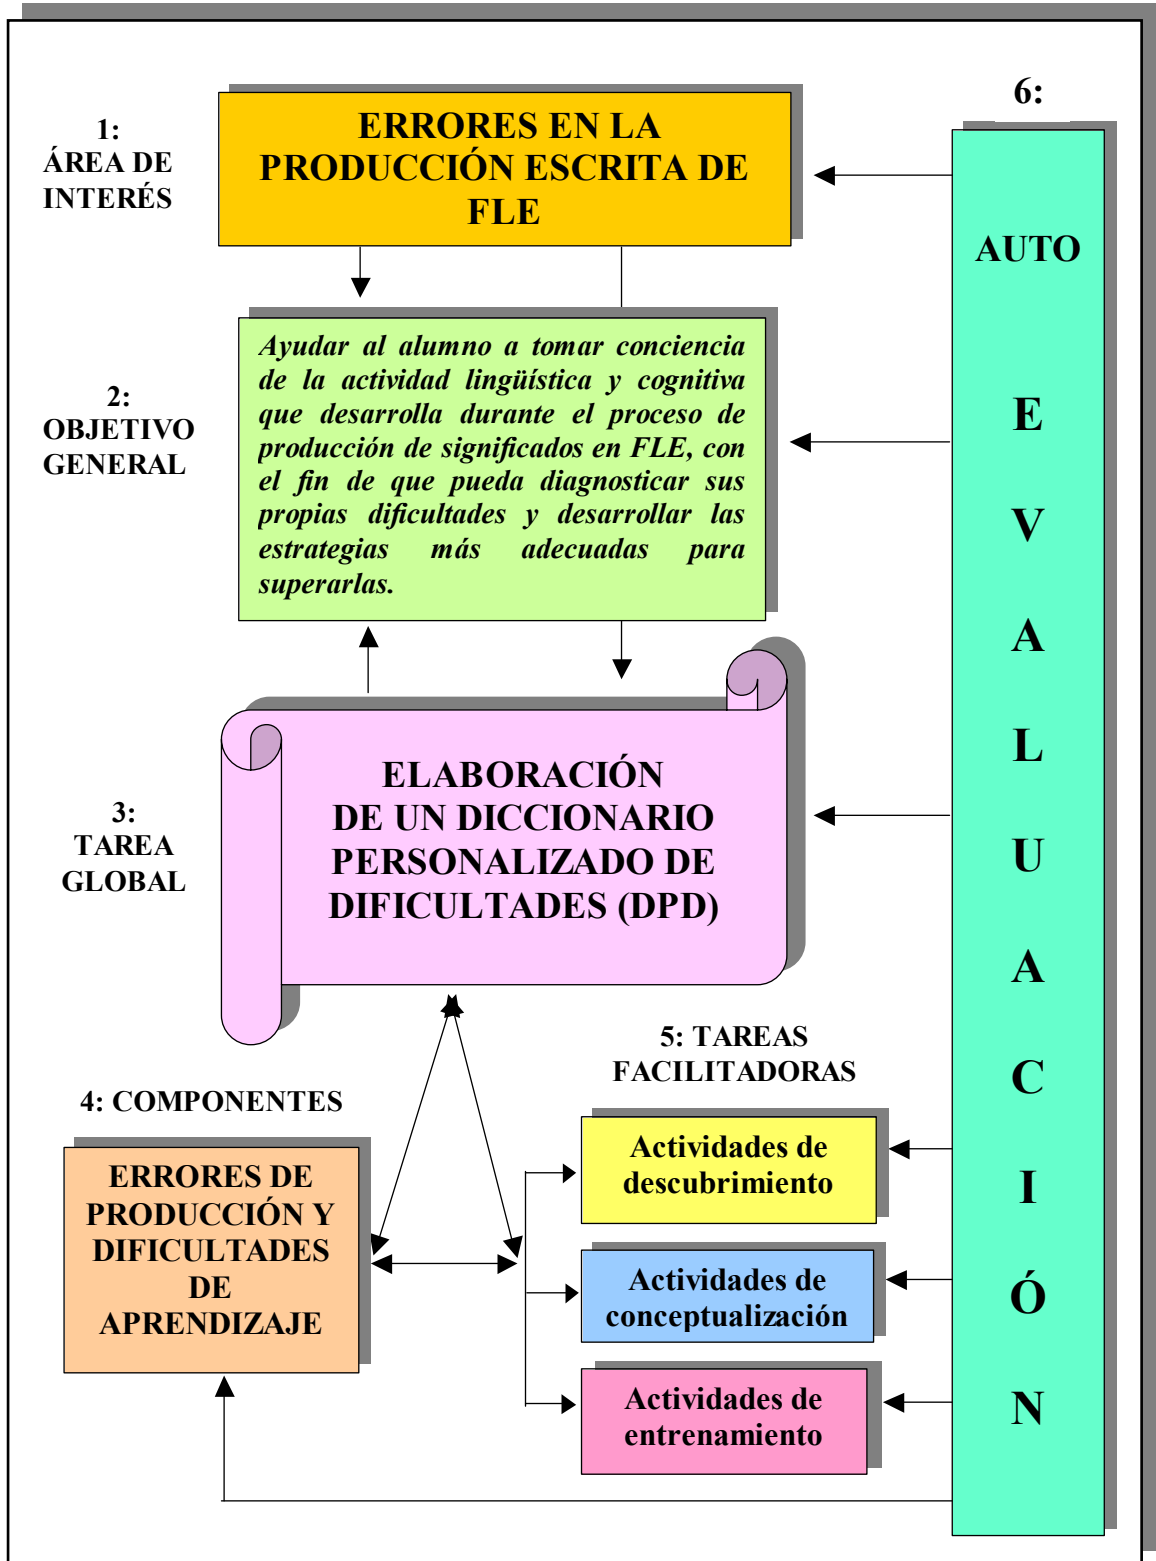 1:
ÁREA DE
INTERÉS
ERRORES EN LA
PRODUCCIÓN ESCRITA DE
FLE
2:
OBJETIVO
GENERAL
Ayudar al alumno a tomar conciencia
de la actividad lingüística y cognitiva
que desarrolla durante el proceso de
producción de significados en FLE, con
el fin de que pueda diagnosticar sus
propias dificultades y desarrollar las
estrategias más adecuadas para
superarlas.
3:
TAREA
GLOBAL
ELABORACIÓN
DE UN DICCIONARIO
PERSONALIZADO DE
DIFICULTADES (DPD)
4: COMPONENTES
ERRORES DE
PRODUCCIÓN Y
DIFICULTADES
DE
APRENDIZAJE
5: TAREAS
FACILITADORAS
Actividades de
descubrimiento
Actividades de
conceptualización
Actividades de
entrenamiento
6:
AUTO
E
V
A
L
U
A
C
I
Ó
N